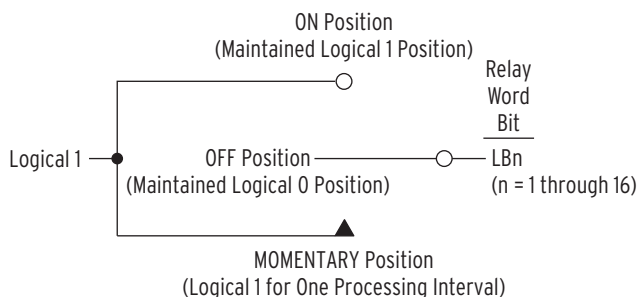 ON Position
(Maintained Logical 1 Position)
Relay
Word
Bit
Logical 1
OFF Position
(Maintained Logical 0 Position)
LBn
(n = 1 through 16)
MOMENTARY Position
(Logical 1 for One Processing Interval)